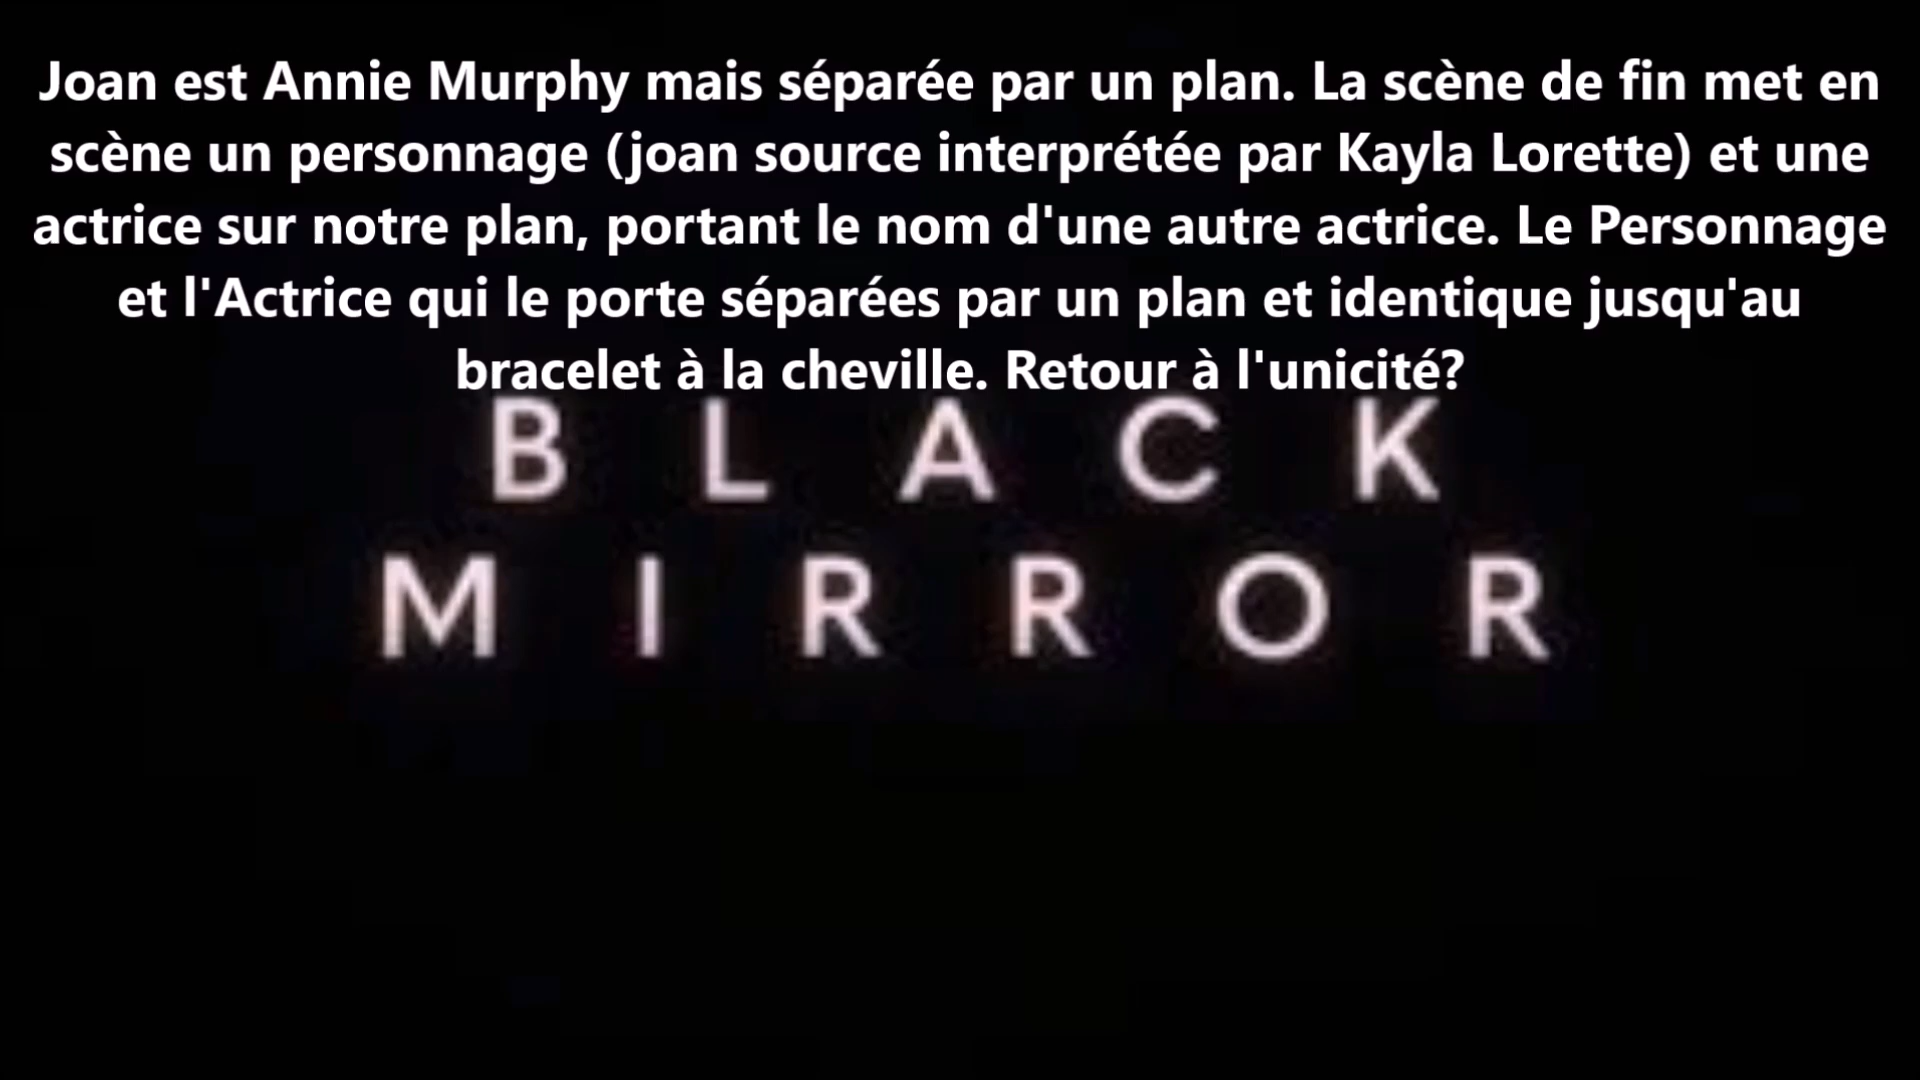 Joan est Annie Murphy mais séparée par un plan. La scène de fin met en
scène un personnage (joan source interprétée par Kayla Lorette) et une
actrice sur notre plan, portant le nom d'une autre actrice. Le Personnage
et l'Actrice qui le porte séparées par un plan et identique jusqu'au
bracelet à la cheville. Retour à l'unicité?
BLACK
MIRROR